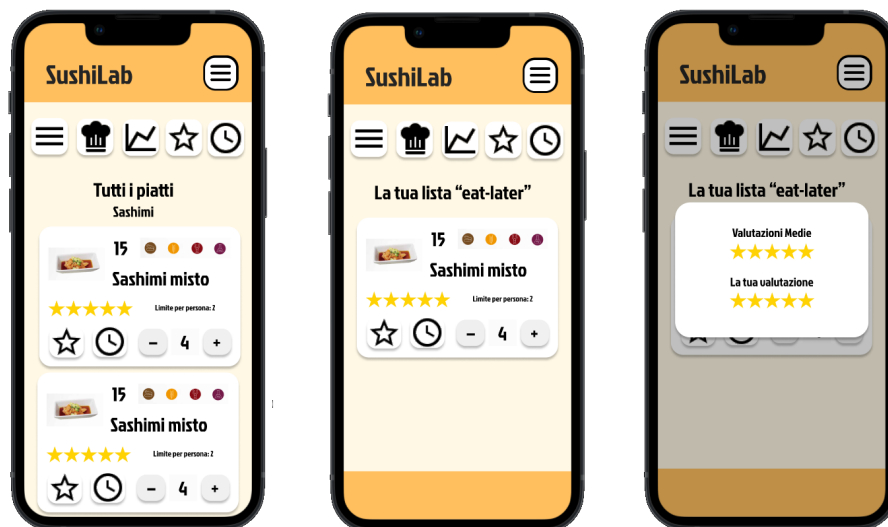 SushiLab
Tutti i piatti
Sashimi
15
Sashimi misto
Limite per persona: 2
- 4 +
15
Sashimi misto
Limite per persona: 2
- 4 +
SushiLab
La tua lista “eat-later”
15
Sashimi misto
Limite per persona: 2
- 4 +
SushiLab
La tua lista “eat-later”
Valutazioni Medie
La tua valutazione